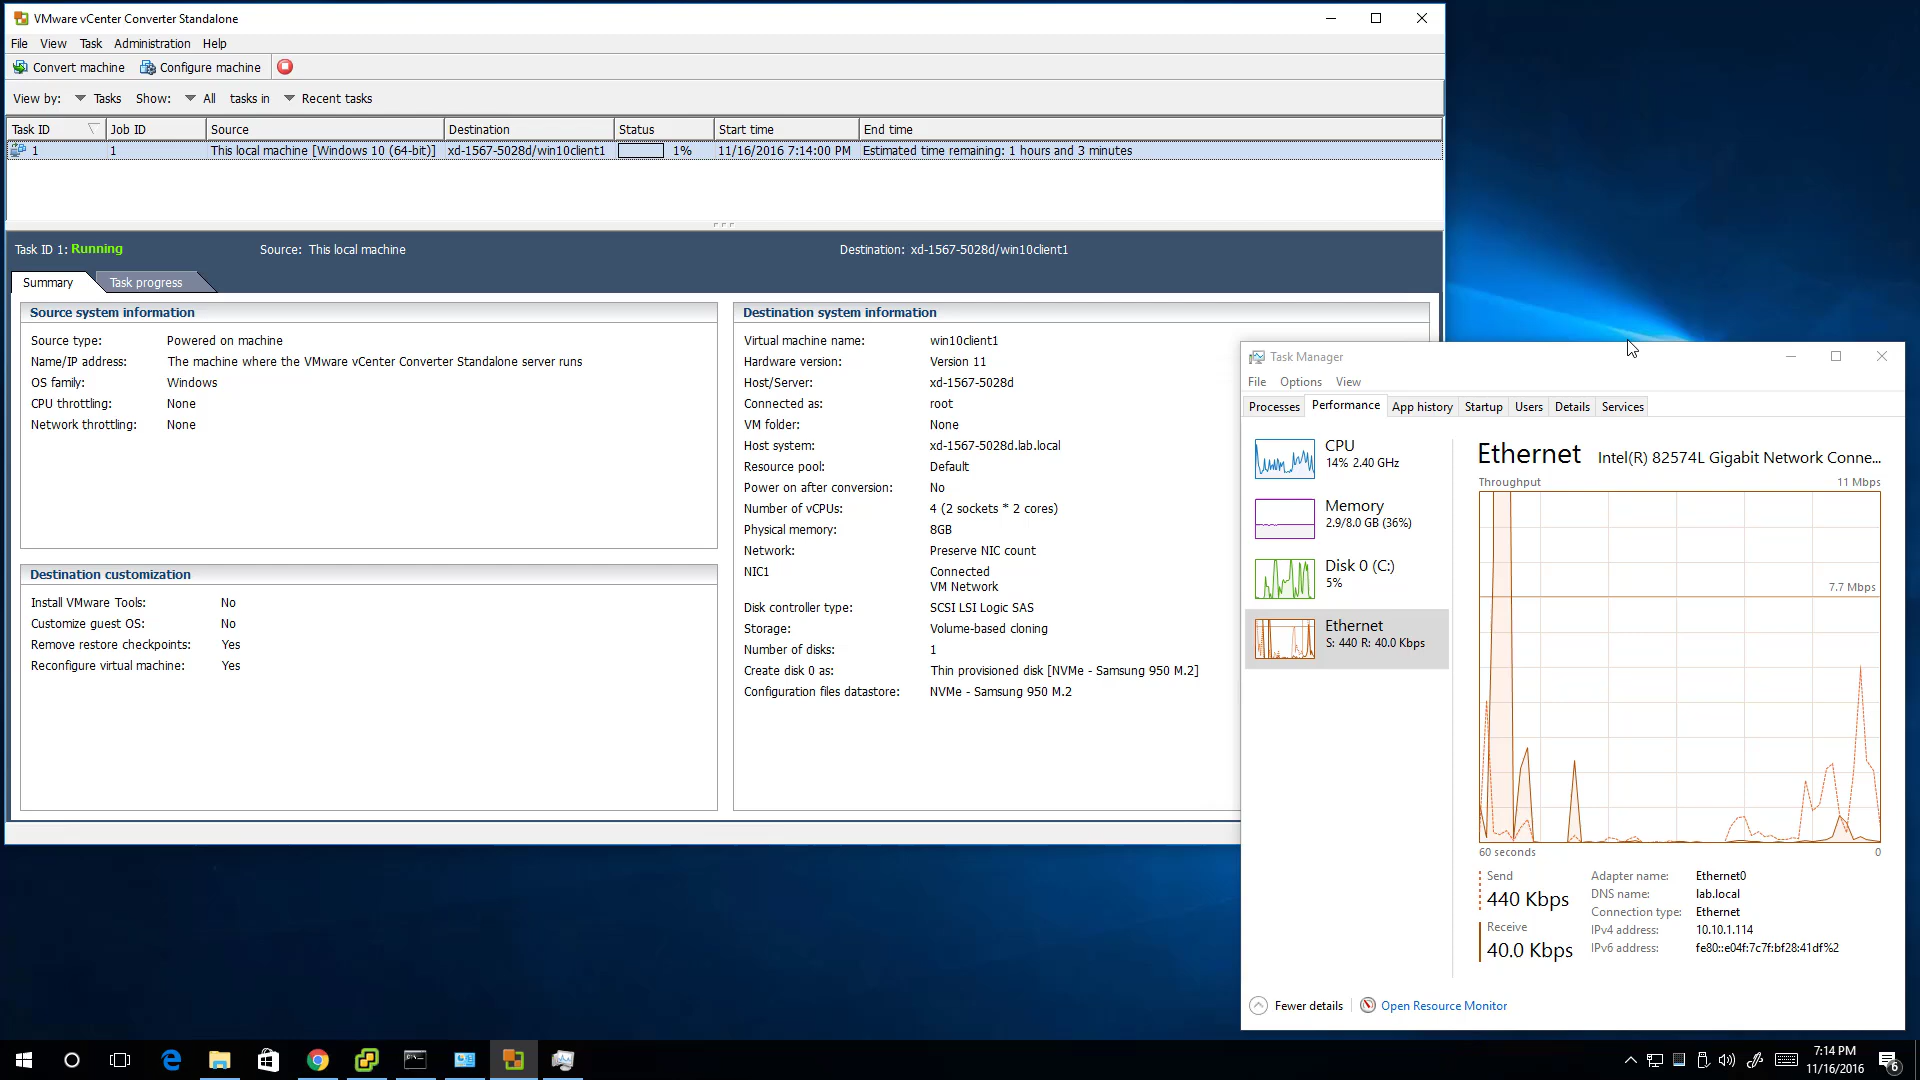 VMware vCenter Converter Standalone
File View Task Administration Help
Convert machine Configure machine
View by: Tasks Show: All tasks in Recent tasks
Task ID Job ID Source Destination Status Start time End time
1 1 This local machine [Windows 10 (64-bit)] xd-1567-5028d/win10client1 1% 11/16/2016 7:14:00 PM Estimated time remaining: 1 hours and 3 minutes
Task ID 1: Running Source: This local machine Destination: xd-1567-5028d/win10client1
Summary Task progress
Source system information
Source type: Powered on machine
Name/IP address: The machine where the VMware vCenter Converter Standalone server runs
OS family: Windows
CPU throttling: None
Network throttling: None
Destination customization
Install VMware Tools: No
Customize guest OS: No
Remove restore checkpoints: Yes
Reconfigure virtual machine: Yes
Destination system information
Virtual machine name: win10client1
Hardware version: Version 11
Host/Server: xd-1567-5028d
Connected as: root
VM folder: None
Host system: xd-1567-5028d.lab.local
Resource pool: Default
Power on after conversion: No
Number of vCPUs: 4 (2 sockets * 2 cores)
Physical memory: 8GB
Network: Preserve NIC count
NIC1 Connected
VM Network
Disk controller type: SCSI LSI Logic SAS
Storage: Volume-based cloning
Number of disks: 1
Create disk 0 as: Thin provisioned disk [NVMe - Samsung 950 M.2]
Configuration files datastore: NVMe - Samsung 950 M.2
Task Manager
File Options View
Processes Performance App history Startup Users Details Services
CPU
14% 2.40 GHz
Memory
2.9/8.0 GB (36%)
Disk 0 (C:)
5%
Ethernet
S: 440 R: 40.0 Kbps
Ethernet Intel(R) 82574L Gigabit Network Conne...
Throughput 11 Mbps
7.7 Mbps
60 seconds 0
Send
440 Kbps
Receive
40.0 Kbps
Adapter name: Ethernet0
DNS name: lab.local
Connection type: Ethernet
IPv4 address: 10.10.1.114
IPv6 address: fe80::e04f:7c7f:bf28:41df%2
Fewer details Open Resource Monitor
7:14 PM
11/16/2016
6